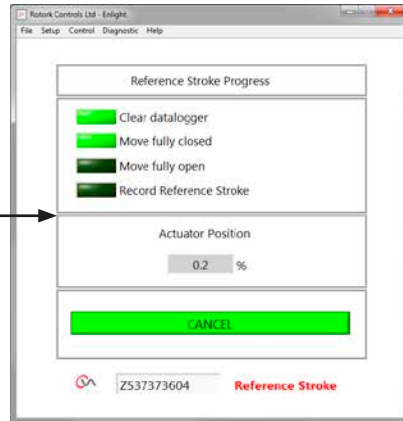 Rotork Controls Ltd - Enlight.
File Setup Control Diagnostic Help
Reference Stroke Progress
Clear datalogger
Move fully closed
Move fully open
Record Reference Stroke
Actuator Position
0.2 %
CANCEL
Z537373604 Reference Stroke